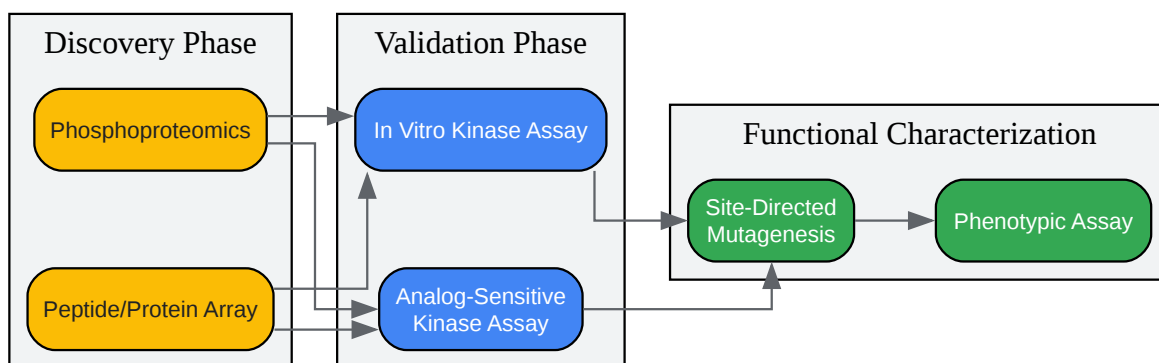 Discovery Phase
Phosphoproteomics
Peptide/Protein Array
Validation Phase
In Vitro Kinase Assay
Analog-Sensitive
Kinase Assay
Functional Characterization
Site-Directed
Mutagenesis
Phenotypic Assay